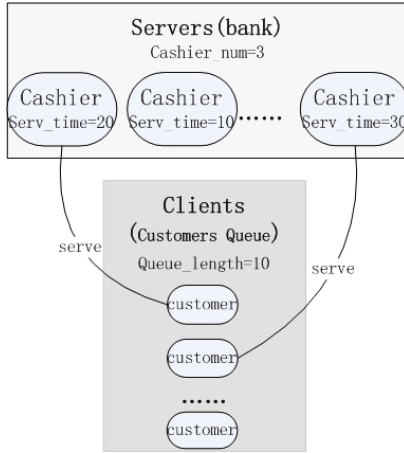 Servers(bank)
Cashier_num=3
Cashier
Serv_time=20
Cashier
Serv_time=10
......
Cashier
Serv_time=30
Clients
(Customers Queue)
Queue_length=10
serve
serve
customer
customer
......
customer